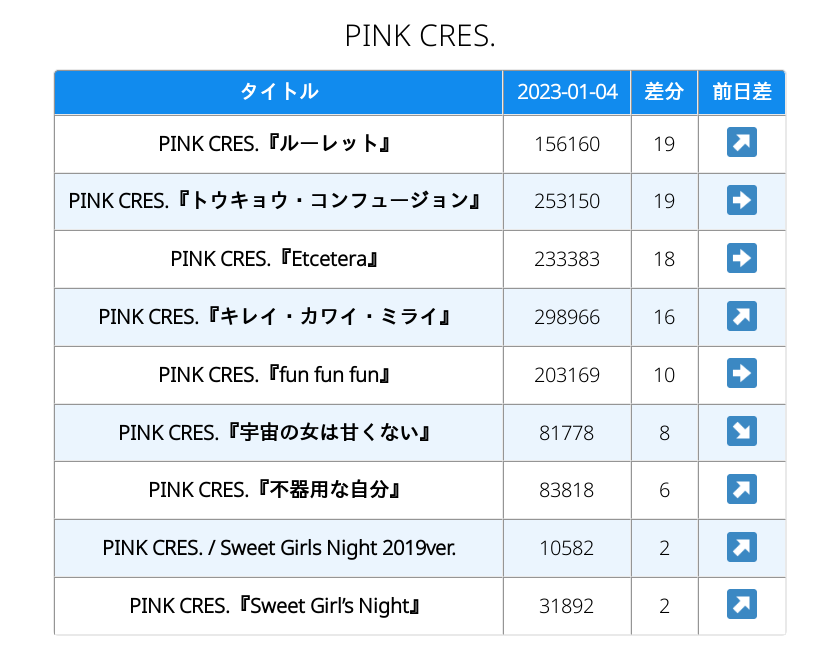 PINK CRES.
タイトル 2023-01-04 差分 前日差
PINK CRES.『ルーレット』 156160 19 ↗
PINK CRES.『トウキョウ・コンフュージョン』 253150 19 ➡
PINK CRES.『Etcetera』 233383 18 ➡
PINK CRES.『キレイ・カワイ・ミライ』 298966 16 ↗
PINK CRES.『fun fun fun』 203169 10 ➡
PINK CRES.『宇宙の女は甘くない』 81778 8 ↘
PINK CRES.『不器用な自分』 83818 6 ↗
PINK CRES. / Sweet Girls Night 2019ver. 10582 2 ↗
PINK CRES.『Sweet Girl’s Night』 31892 2 ↗